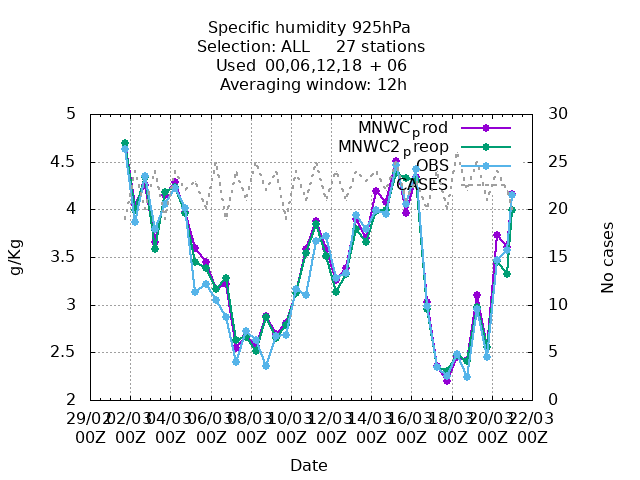 Specific humidity 925hPa
Selection: ALL 27 stations
Used 00,06,12,18 + 06
Averaging window: 12h
5
4.5
4
3.5
3
2.5
2
g/Kg
30
25
20
15
10
5
0
No cases
MNWCprod
MNWC2preop
OBS
CASES
29/02 02/03 04/03 06/03 08/03 10/03 12/03 14/03 16/03 18/03 20/03 22/03
00Z 00Z 00Z 00Z 00Z 00Z 00Z 00Z 00Z 00Z 00Z 00Z
Date